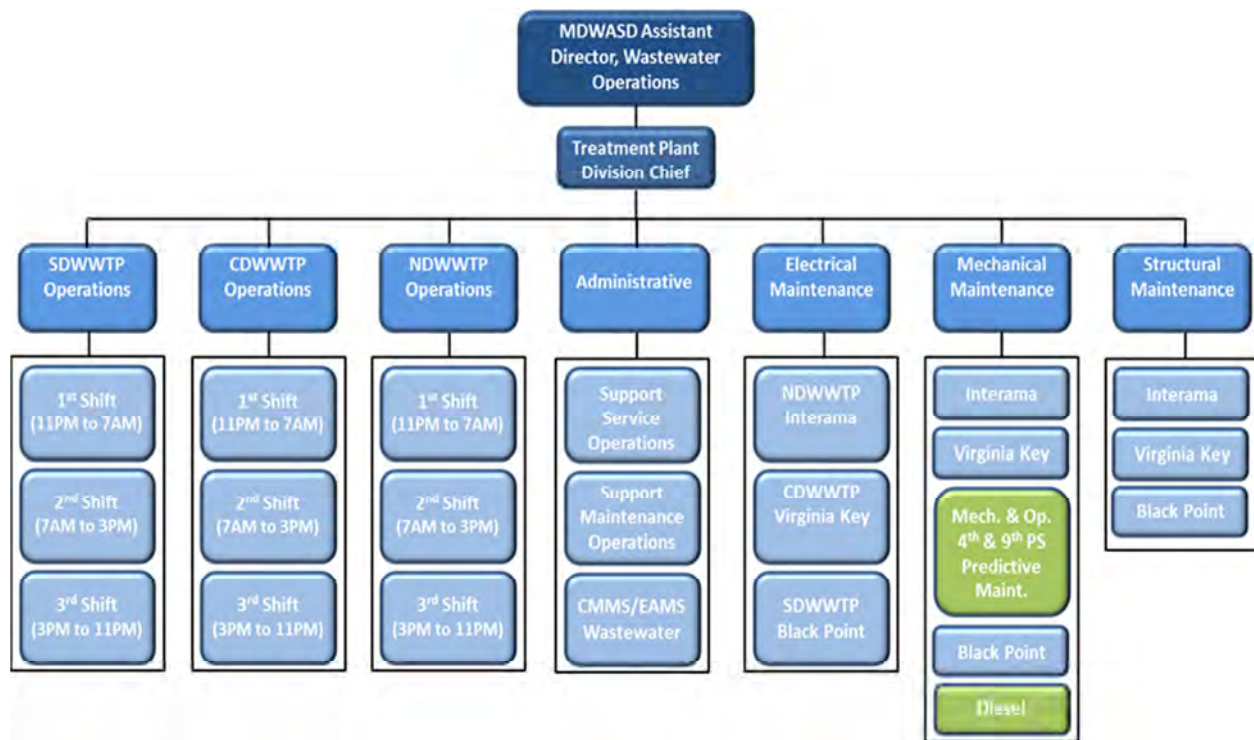 MDWASD Assistant
Director, Wastewater
Operations
Treatment Plant
Division Chief
SDWWTP
Operations
CDWWTP
Operations
NDWWTP
Operations
Administrative
Electrical
Maintenance
Mechanical
Maintenance
Structural
Maintenance
1st Shift
(11PM to 7AM)
2nd Shift
(7AM to 3PM)
3rd Shift
(3PM to 11PM)
1st Shift
(11PM to 7AM)
2nd Shift
(7AM to 3PM)
3rd Shift
(3PM to 11PM)
1st Shift
(11PM to 7AM)
2nd Shift
(7AM to 3PM)
3rd Shift
(3PM to 11PM)
Support
Service
Operations
Support
Maintenance
Operations
CMMS/EAMS
Wastewater
NDWWTP
Interama
CDWWTP
Virginia Key
SDWWTP
Black Point
Interama
Virginia Key
Mech. & Op.
4th & 9th PS
Predictive
Maint.
Black Point
Diesel
Interama
Virginia Key
Black Point